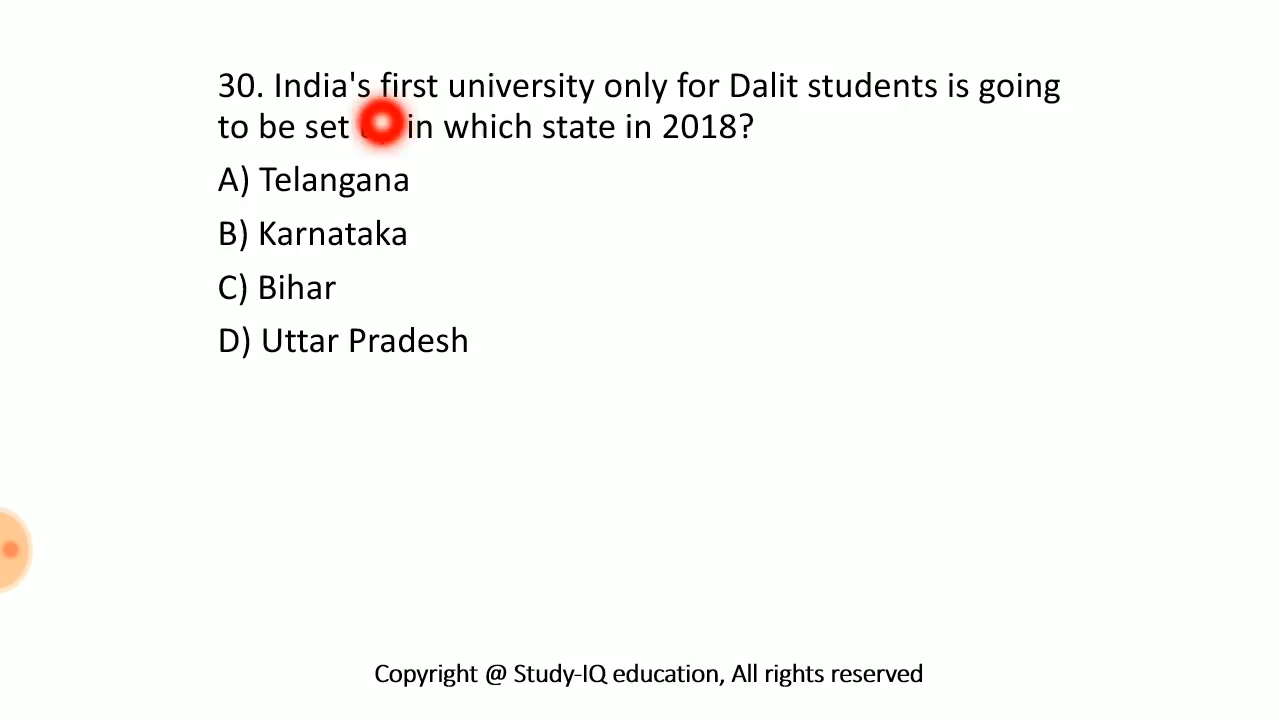 30. India's first university only for Dalit students is going
to be set in which state in 2018?
A) Telangana
B) Karnataka
C) Bihar
D) Uttar Pradesh
Copyright @ Study-IQ education, All rights reserved